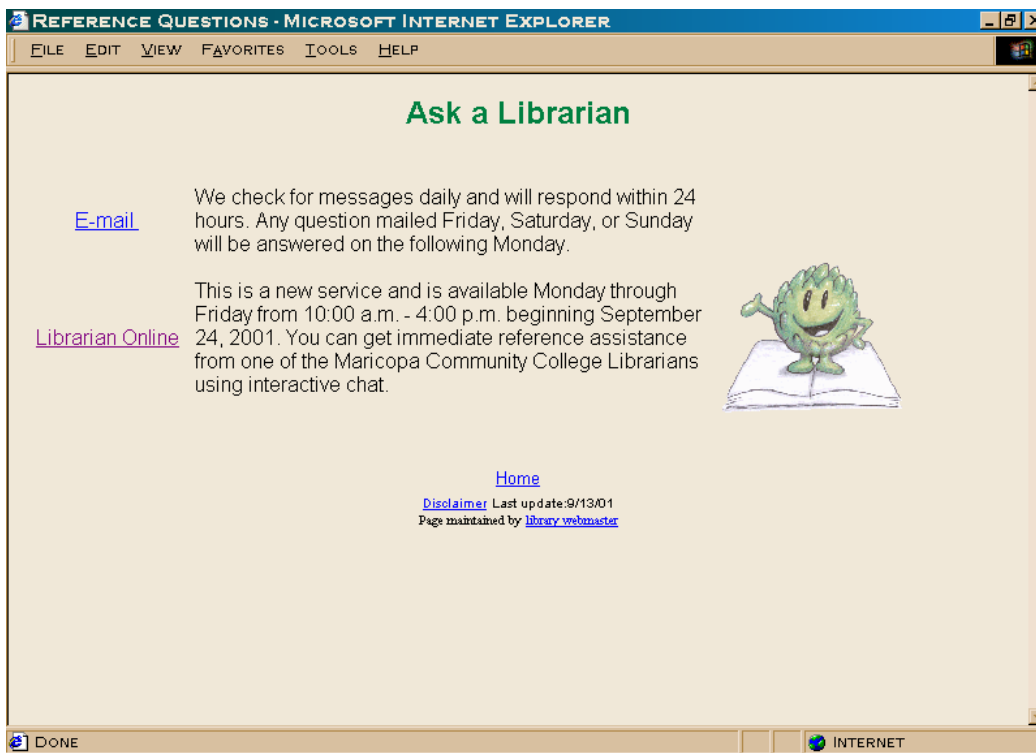 REFERENCE QUESTIONS - MICROSOFT INTERNET EXPLORER
FILE EDIT VIEW FAVORITES TOOLS HELP
Ask a Librarian
We check for messages daily and will respond within 24
E-mail hours. Any question mailed Friday, Saturday, or Sunday
will be answered on the following Monday.
This is a new service and is available Monday through
Friday from 10:00 a.m. - 4:00 p.m. beginning September
Librarian Online 24, 2001. You can get immediate reference assistance
from one of the Maricopa Community College Librarians
using interactive chat.
Home
Disclaimer Last update:9/13/01
Page maintained by library webmaster
DONE INTERNET